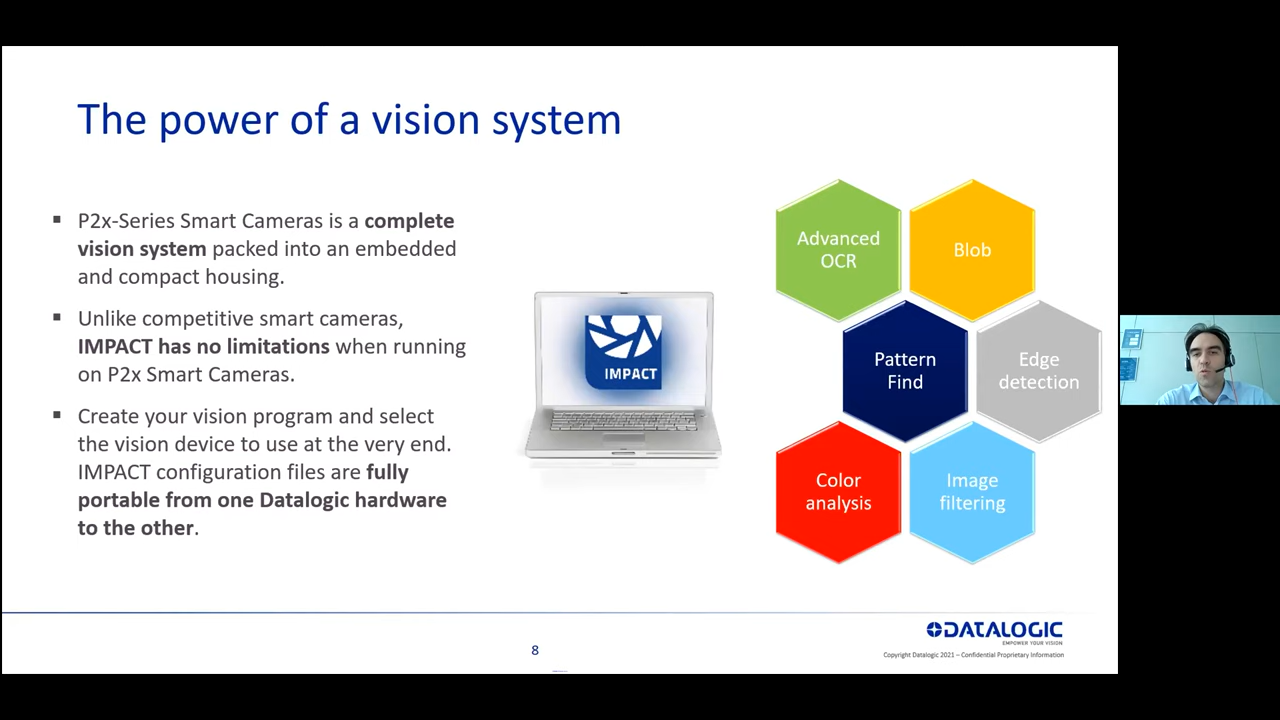 The power of a vision system
P2x-Series Smart Cameras is a complete
vision system packed into an embedded
and compact housing.
Unlike competitive smart cameras,
IMPACT has no limitations when running
on P2x Smart Cameras.
Create your vision program and select
the vision device to use at the very end.
IMPACT configuration files are fully
portable from one Datalogic hardware
to the other.
IMPACT
Advanced
OCR
Blob
Pattern
Find
Edge
detection
Color
analysis
Image
filtering
8
DATALOGIC
EMPOWER YOUR VISION
Copyright Datalogic 2021 – Confidential Proprietary Information